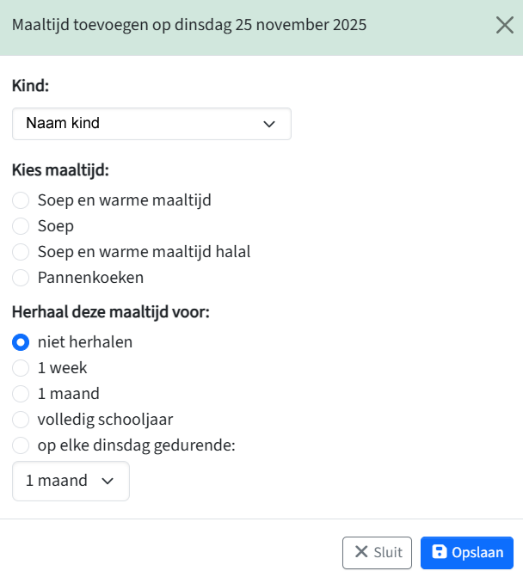 Maaltijd toevoegen op dinsdag 25 november 2025
Kind:
Naam kind
Kies maaltijd:
Soep en warme maaltijd
Soep
Soep en warme maaltijd halal
Pannenkoeken
Herhaal deze maaltijd voor:
niet herhalen
1 week
1 maand
volledig schooljaar
op elke dinsdag gedurende:
1 maand
Sluit
Opslaan